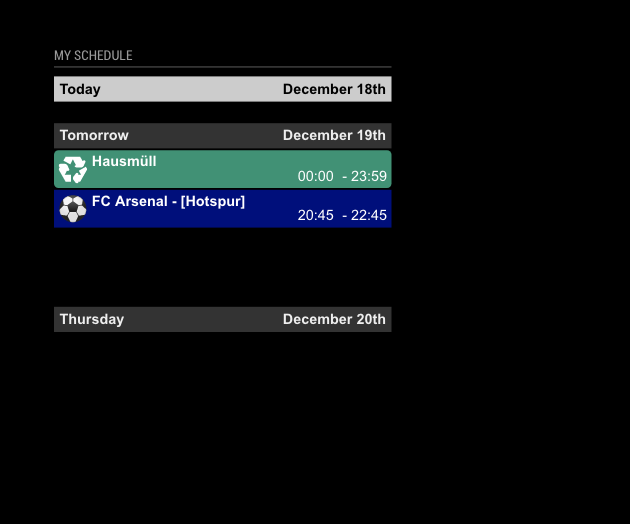 MY SCHEDULE
Today December 18th
Tomorrow December 19th
Hausmüll
00:00 - 23:59
FC Arsenal - [Hotspur]
20:45 - 22:45
Thursday December 20th